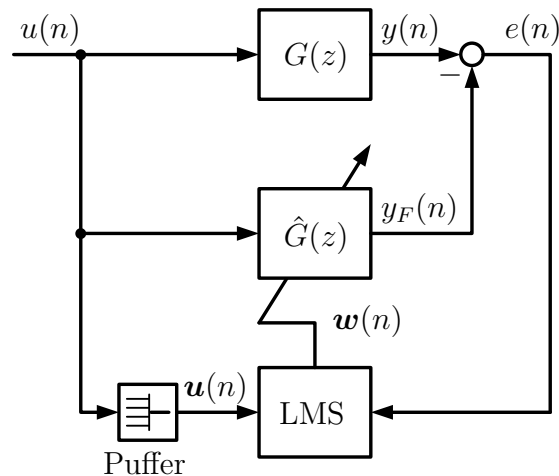 u(n)
G(z)
y(n)
−
e(n)
Ĝ(z)
y_F(n)
w(n)
u(n)
LMS
Puffer